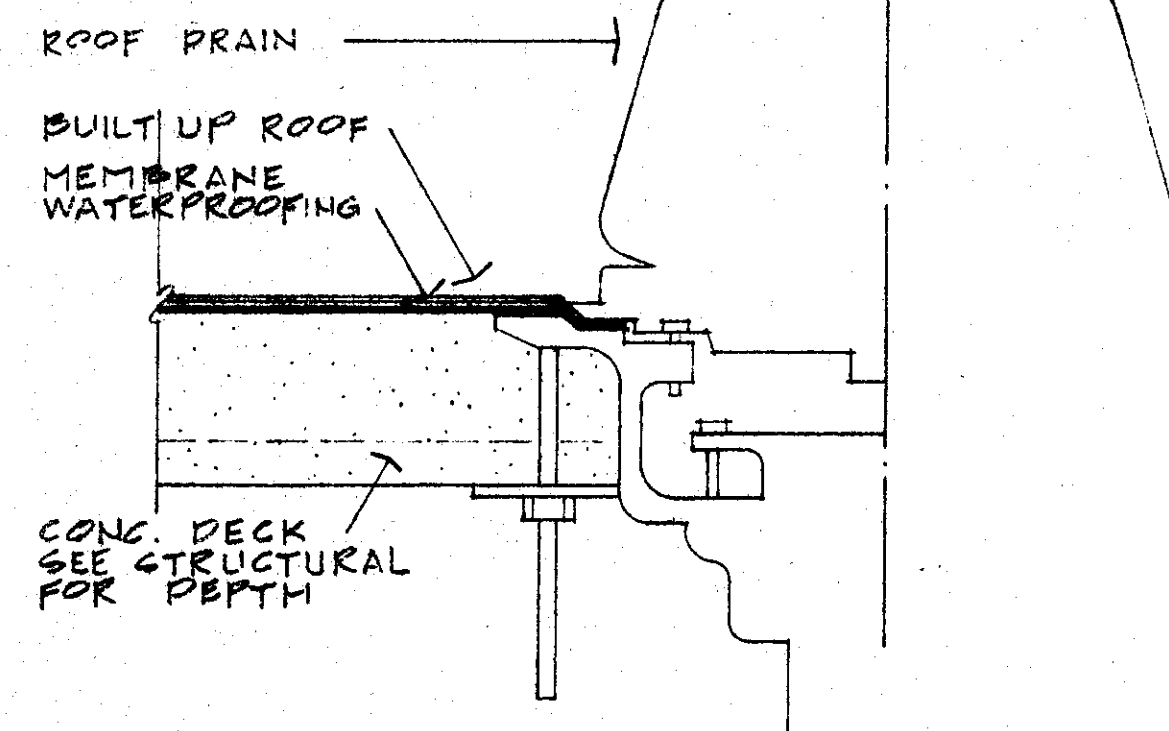 ROOF DRAIN
BUILT UP ROOF
MEMBRANE
WATERPROOFING
CONC. DECK
SEE STRUCTURAL
FOR DEPTH